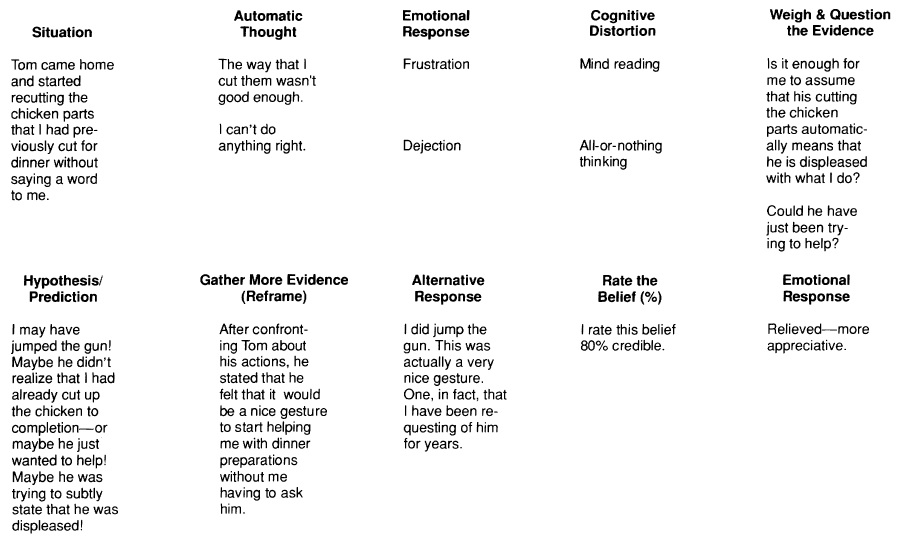 Situation
Tom came home
and started
recutting the
chicken parts
that I had pre-
viously cut for
dinner without
saying a word
to me.
Automatic
Thought
The way that I
cut them wasn't
good enough.
I can't do
anything right.
Emotional
Response
Frustration
Dejection
Cognitive
Distortion
Mind reading
All-or-nothing
thinking
Weigh & Question
the Evidence
Is it enough for
me to assume
that his cutting
the chicken
parts automatic-
ally means that
he is displeased
with what I do?
Could he have
just been try-
ing to help?
Hypothesis/
Prediction
I may have
jumped the gun!
Maybe he didn't
realize that I had
already cut up
the chicken to
completion—or
maybe he just
wanted to help!
Maybe he was
trying to subtly
state that he was
displeased!
Gather More Evidence
(Reframe)
After confront-
ing Tom about
his actions, he
stated that he
felt that it would
be a nice gesture
to start helping
me with dinner
preparations
without me
having to ask
him.
Alternative
Response
I did jump the
gun. This was
actually a very
nice gesture.
One, in fact, that
I have been re-
questing of him
for years.
Rate the
Belief (%)
I rate this belief
80% credible.
Emotional
Response
Relieved—more
appreciative.